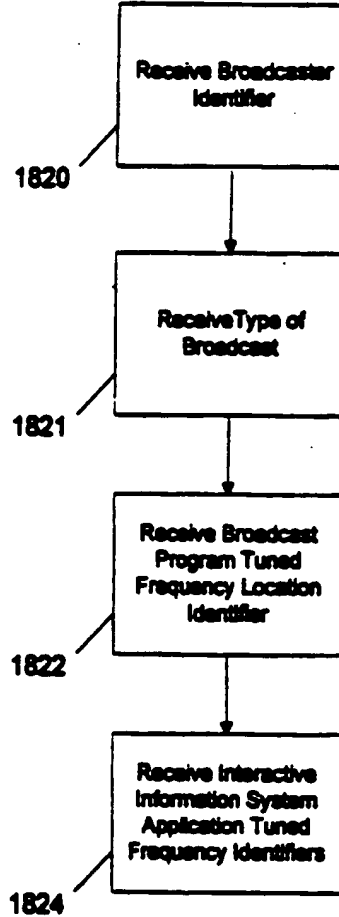 Receive Broadcaster
Identifier
1820
ReceiveType of
Broadcast
1821
Receive Broadcast
Program Tuned
Frequency Location
Identifier
1822
Receive Interactive
Information System
Application Tuned
Frequency Identifiers
1824